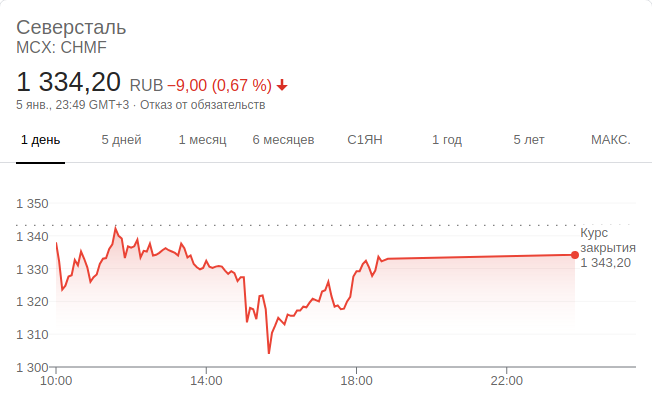 Северсталь
MCX: CHMF
1 334,20 RUB −9,00 (0,67 %)
5 янв., 23:49 GMT+3 · Отказ от обязательств
1 день 5 дней 1 месяц 6 месяцев С1ЯН 1 год 5 лет МАКС.
1 350
1 340
1 330
1 320
1 310
1 300
Курс
закрытия
1 343,20
10:00 14:00 18:00 22:00